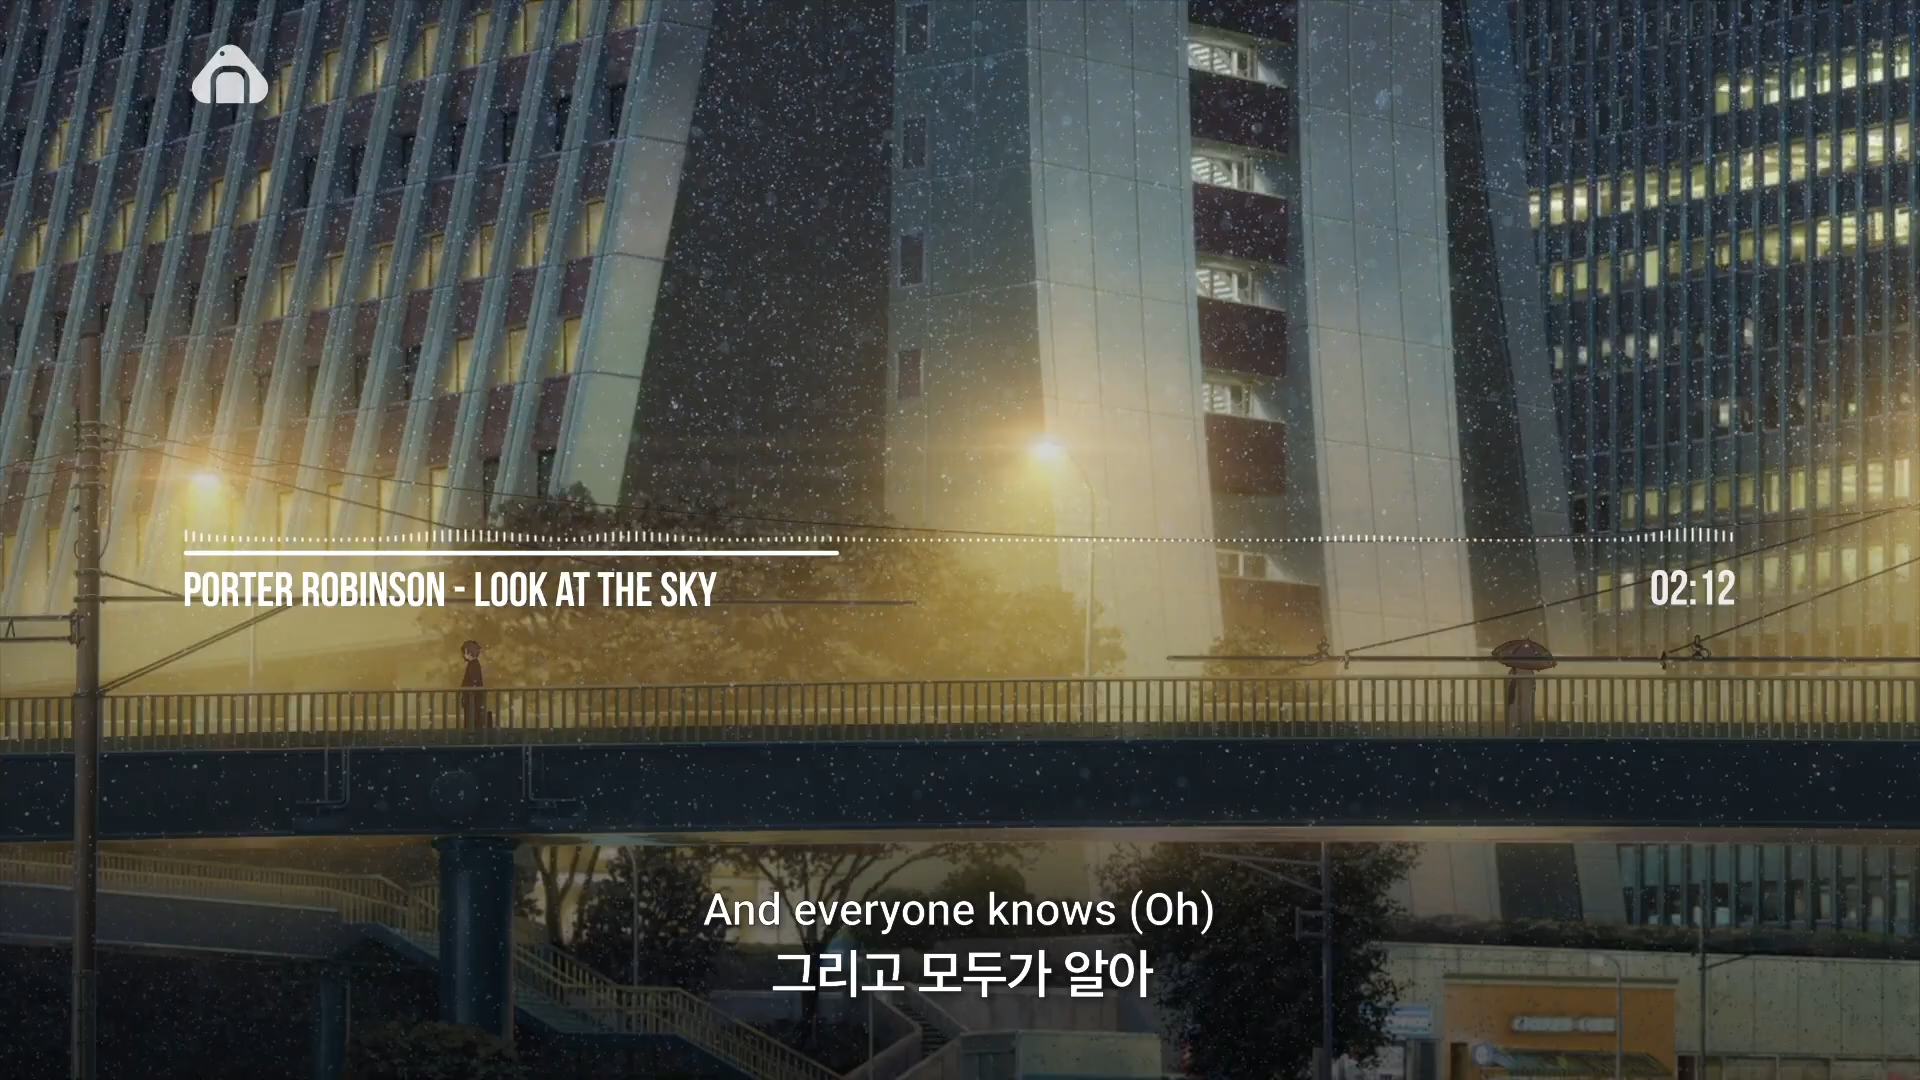 PORTER ROBINSON - LOOK AT THE SKY
02:12
And everyone knows (Oh)
그리고 모두가 알아